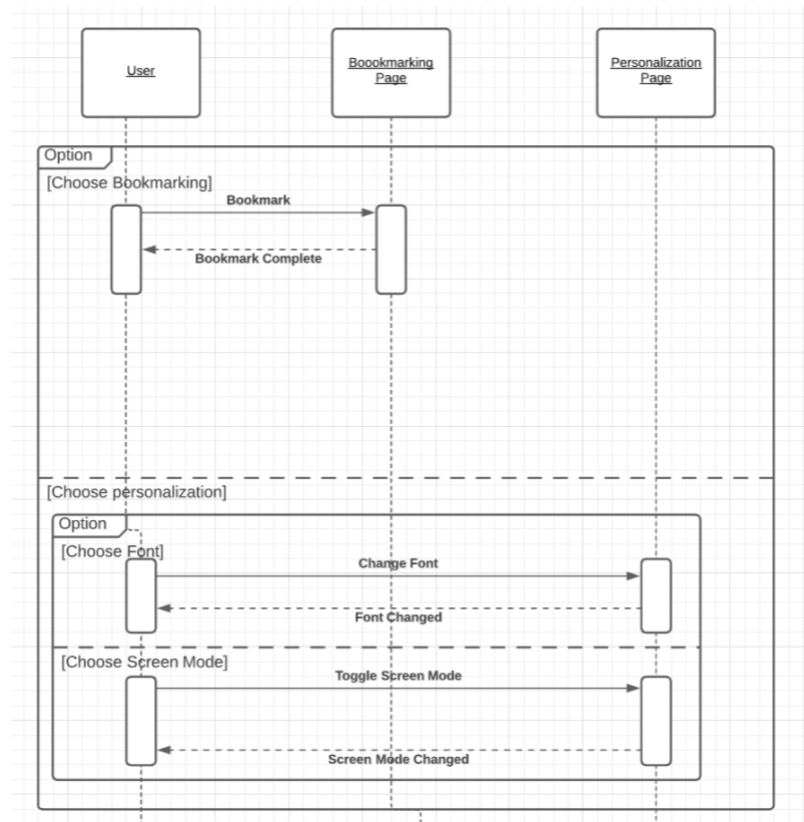 User
Boookmarking
Page
Personalization
Page
Option
[Choose Bookmarking]
Bookmark
Bookmark Complete
[Choose personalization]
Option
[Choose Font]
Change Font
Font Changed
[Choose Screen Mode]
Toggle Screen Mode
Screen Mode Changed